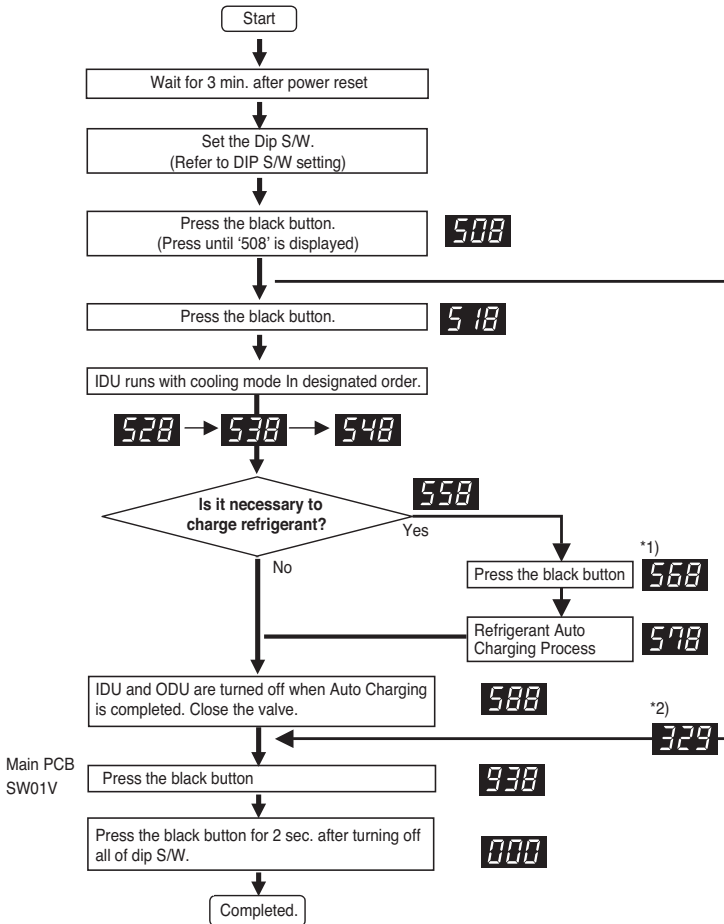 Start
Wait for 3 min. after power reset
Set the Dip S/W.
(Refer to DIP S/W setting)
Press the black button.
(Press until ‘508’ is displayed)
508
Press the black button.
518
IDU runs with cooling mode In designated order.
528
538
548
Is it necessary to
charge refrigerant?
558
Yes
No
*1)
Press the black button
568
Refrigerant Auto
Charging Process
578
IDU and ODU are turned off when Auto Charging
is completed. Close the valve.
588
*2)
329
Main PCB
SW01V
Press the black button
938
Press the black button for 2 sec. after turning off
all of dip S/W.
000
Completed.